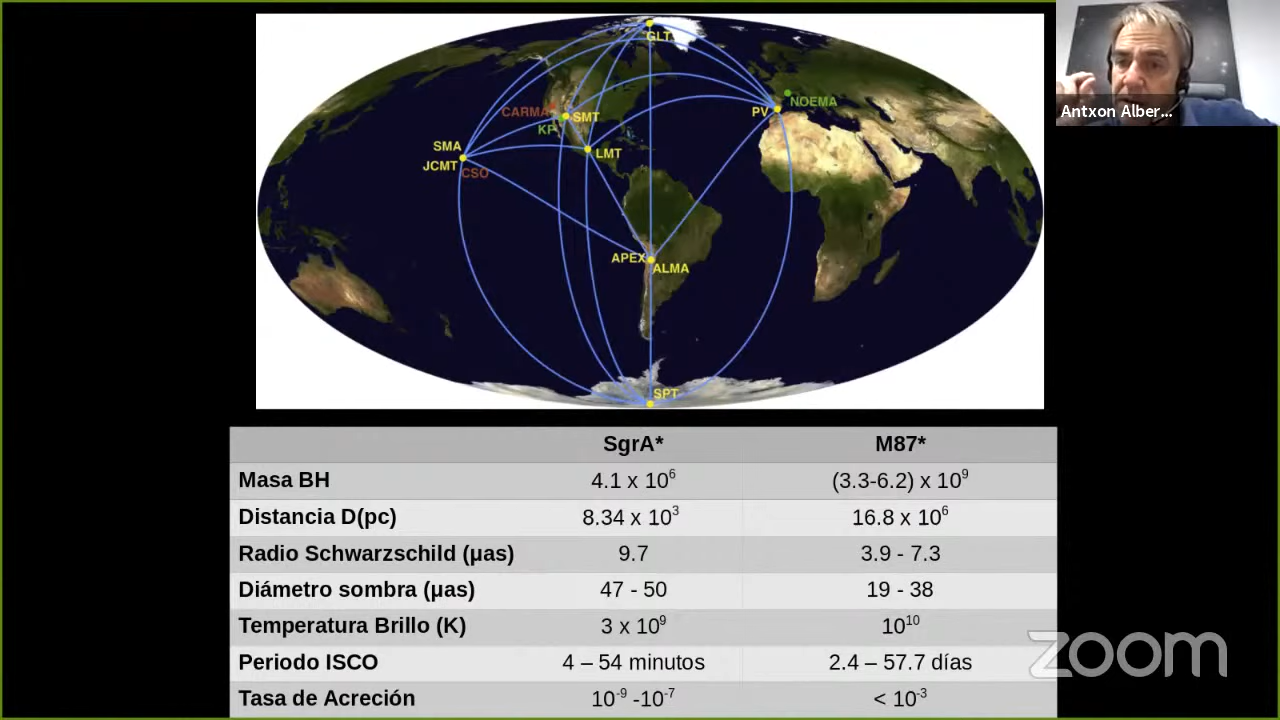 GLT
CARMA
SMT
KP
SMA
LMT
JCMT
CSO
PV
NOEMA
APEX
ALMA
SPT
Antxon Alber...
SgrA* M87*
Masa BH 4.1 x 10⁶ (3.3-6.2) x 10⁹
Distancia D(pc) 8.34 x 10³ 16.8 x 10⁶
Radio Schwarzschild (μas) 9.7 3.9 - 7.3
Diámetro sombra (μas) 47 - 50 19 - 38
Temperatura Brillo (K) 3 x 10⁹ 10¹⁰
Periodo ISCO 4 – 54 minutos 2.4 – 57.7 días
Tasa de Acreción 10⁻⁹ -10⁻⁷ < 10⁻³
zoom